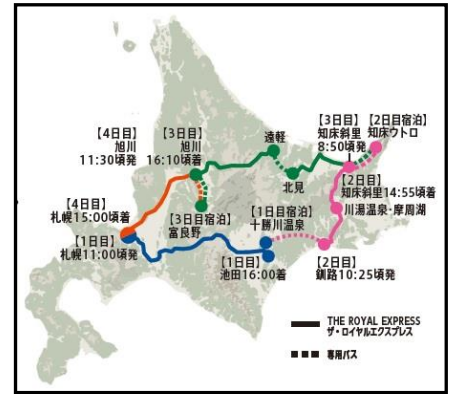 【4日目】
旭川
11:30頃発
【3日目】
旭川
16:10頃着
遠軽
【3日目】
知床斜里
8:50頃発
【2日目宿泊】
知床ウトロ
北見
【2日目】
知床斜里14:55頃着
川湯温泉・摩周湖
【4日目】
札幌15:00頃着
【1日目】
札幌11:00頃発
【3日目宿泊】
富良野
【1日目宿泊】
十勝川温泉
【1日目】
池田16:00着
【2日目】
釧路10:25頃発
THE ROYAL EXPRESS
ザ・ロイヤルエクスプレス
専用バス